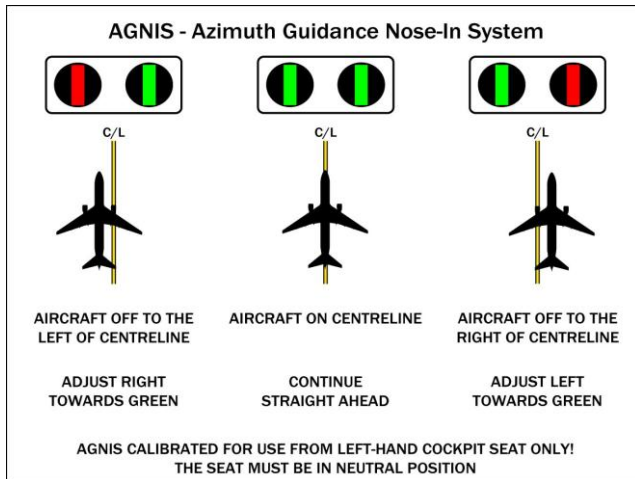 AGNIS - Azimuth Guidance Nose-In System
C/L
C/L
C/L
AIRCRAFT OFF TO THE
LEFT OF CENTRELINE
AIRCRAFT ON CENTRELINE
AIRCRAFT OFF TO THE
RIGHT OF CENTRELINE
ADJUST RIGHT
TOWARDS GREEN
CONTINUE
STRAIGHT AHEAD
ADJUST LEFT
TOWARDS GREEN
AGNIS CALIBRATED FOR USE FROM LEFT-HAND COCKPIT SEAT ONLY!
THE SEAT MUST BE IN NEUTRAL POSITION